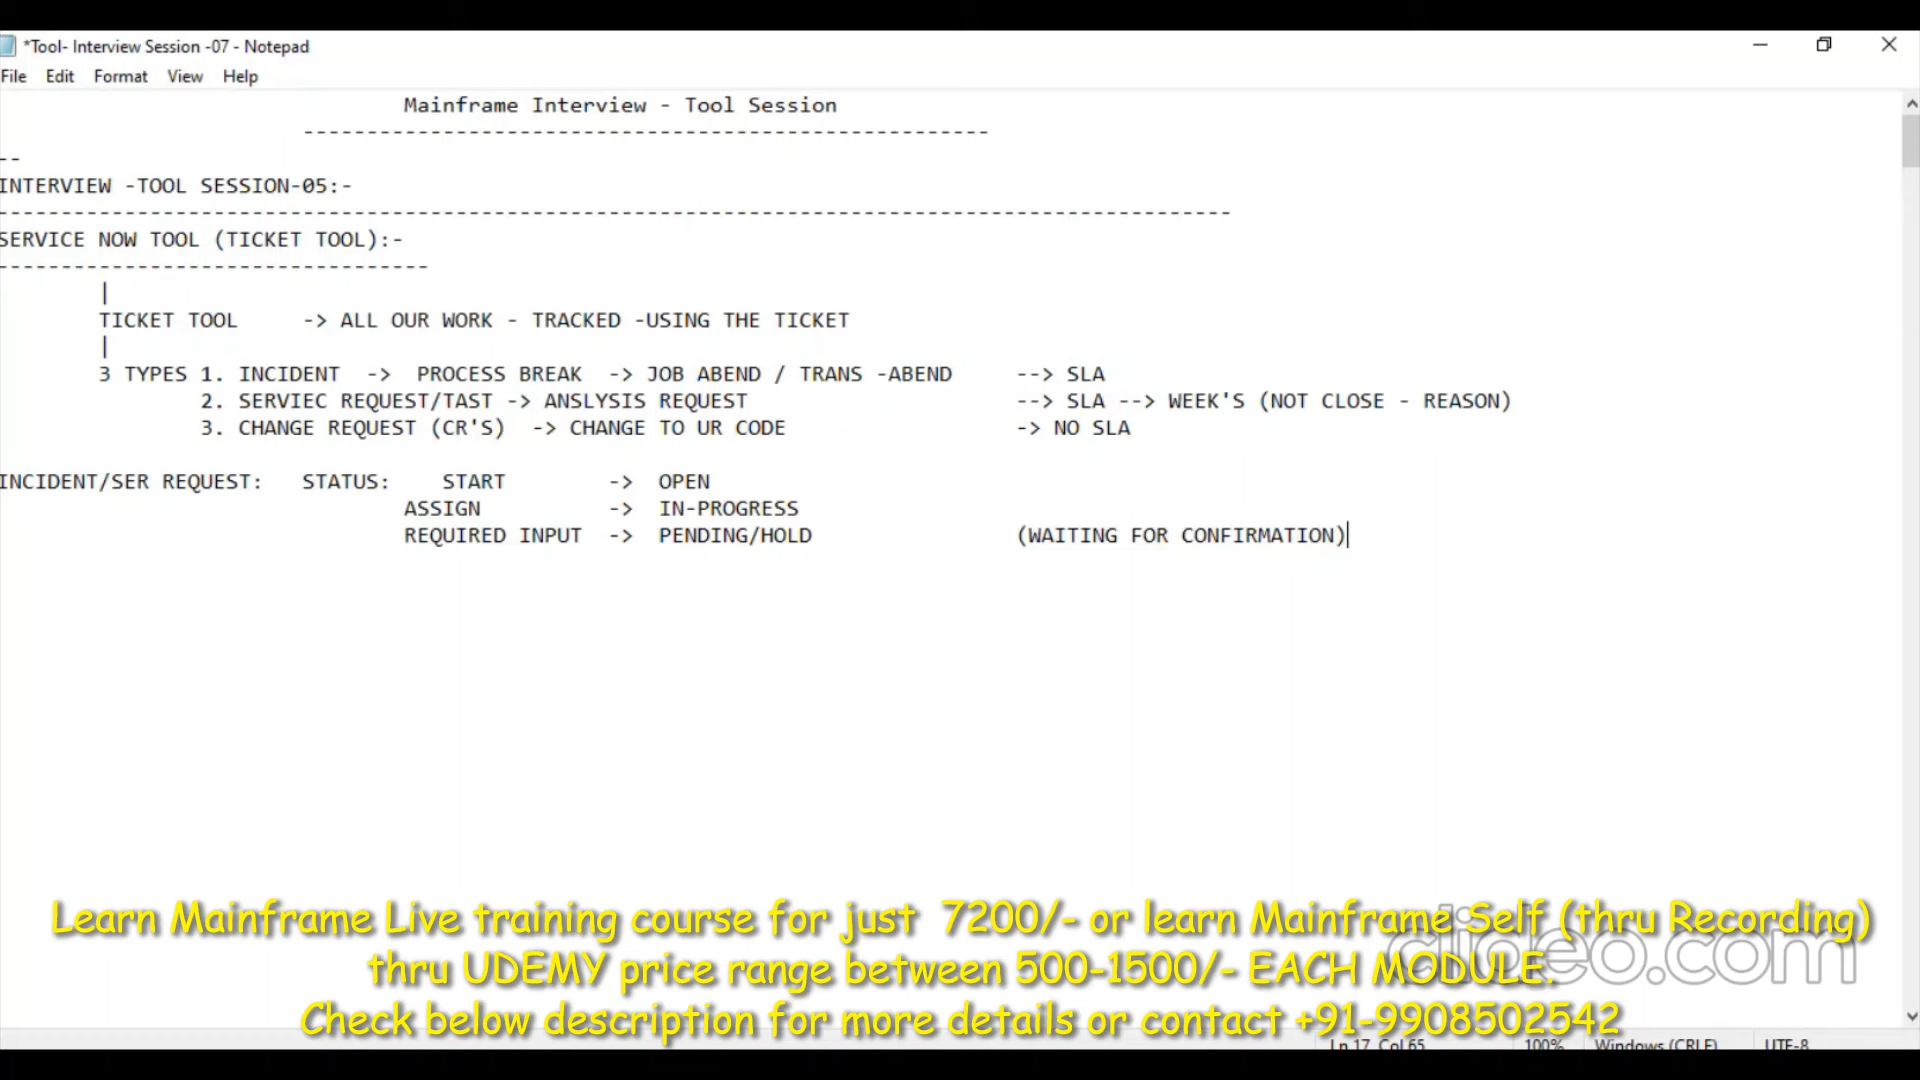 *Tool- Interview Session -07 - Notepad
File Edit Format View Help
Mainframe Interview - Tool Session
------------------------------------------------------
--
INTERVIEW -TOOL SESSION-05:-
-------------------------------------------------------------------------------------------------
SERVICE NOW TOOL (TICKET TOOL):-
----------------------------------
|
TICKET TOOL -> ALL OUR WORK - TRACKED -USING THE TICKET
|
3 TYPES 1. INCIDENT -> PROCESS BREAK -> JOB ABEND / TRANS -ABEND --> SLA
2. SERVIEC REQUEST/TAST -> ANSLYSIS REQUEST --> SLA --> WEEK'S (NOT CLOSE - REASON)
3. CHANGE REQUEST (CR'S) -> CHANGE TO UR CODE -> NO SLA
INCIDENT/SER REQUEST: STATUS: START -> OPEN
ASSIGN -> IN-PROGRESS
REQUIRED INPUT -> PENDING/HOLD (WAITING FOR CONFIRMATION)
Learn Mainframe Live training course for just 7200/- or learn Mainframe Self (thru Recording)
thru UDEMY price range between 500-1500/- EACH MODULE.
clideo.com
Check below description for more details or contact +91-9908502542
Ln 17, Col 65 100% Windows (CRLF) UTF-8